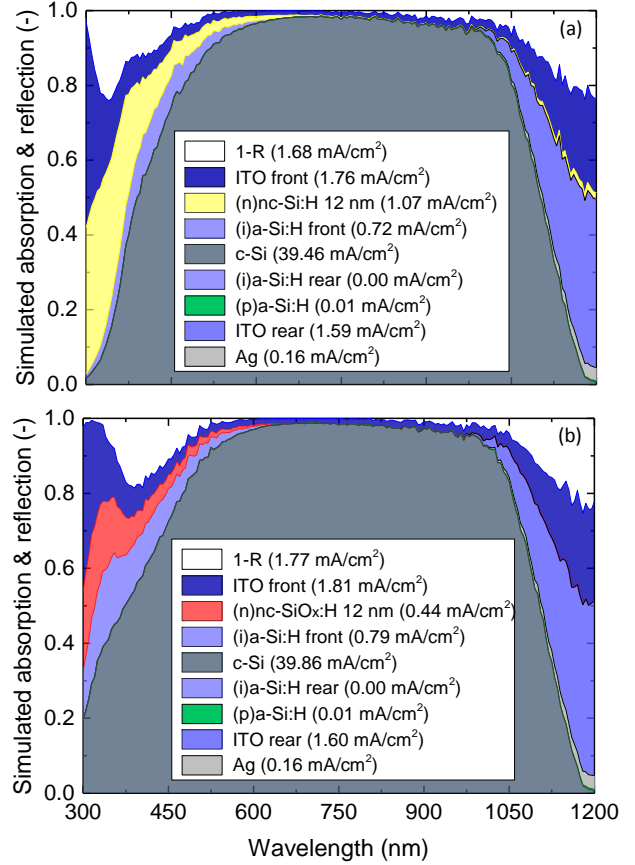 1.0
(a)
0.8
0.6
0.4
0.2
0.0
Simulated absorption & reflection (-)
1-R (1.68 mA/cm²)
ITO front (1.76 mA/cm²)
(n)nc-Si:H 12 nm (1.07 mA/cm²)
(i)a-Si:H front (0.72 mA/cm²)
c-Si (39.46 mA/cm²)
(i)a-Si:H rear (0.00 mA/cm²)
(p)a-Si:H (0.01 mA/cm²)
ITO rear (1.59 mA/cm²)
Ag (0.16 mA/cm²)
300 450 600 750 900 1050 1200
1.0
(b)
0.8
0.6
0.4
0.2
0.0
Simulated absorption & reflection (-)
1-R (1.77 mA/cm²)
ITO front (1.81 mA/cm²)
(n)nc-SiOx:H 12 nm (0.44 mA/cm²)
(i)a-Si:H front (0.79 mA/cm²)
c-Si (39.86 mA/cm²)
(i)a-Si:H rear (0.00 mA/cm²)
(p)a-Si:H (0.01 mA/cm²)
ITO rear (1.60 mA/cm²)
Ag (0.16 mA/cm²)
300 450 600 750 900 1050 1200
Wavelength (nm)